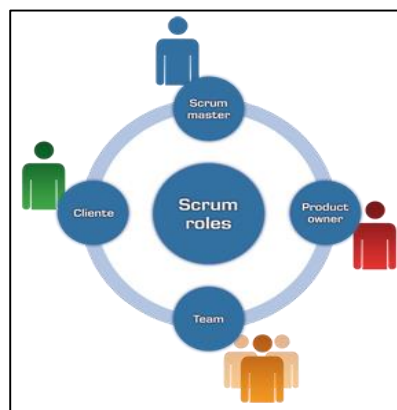 Scrum
master
Cliente
Scrum
roles
Product
owner
Team